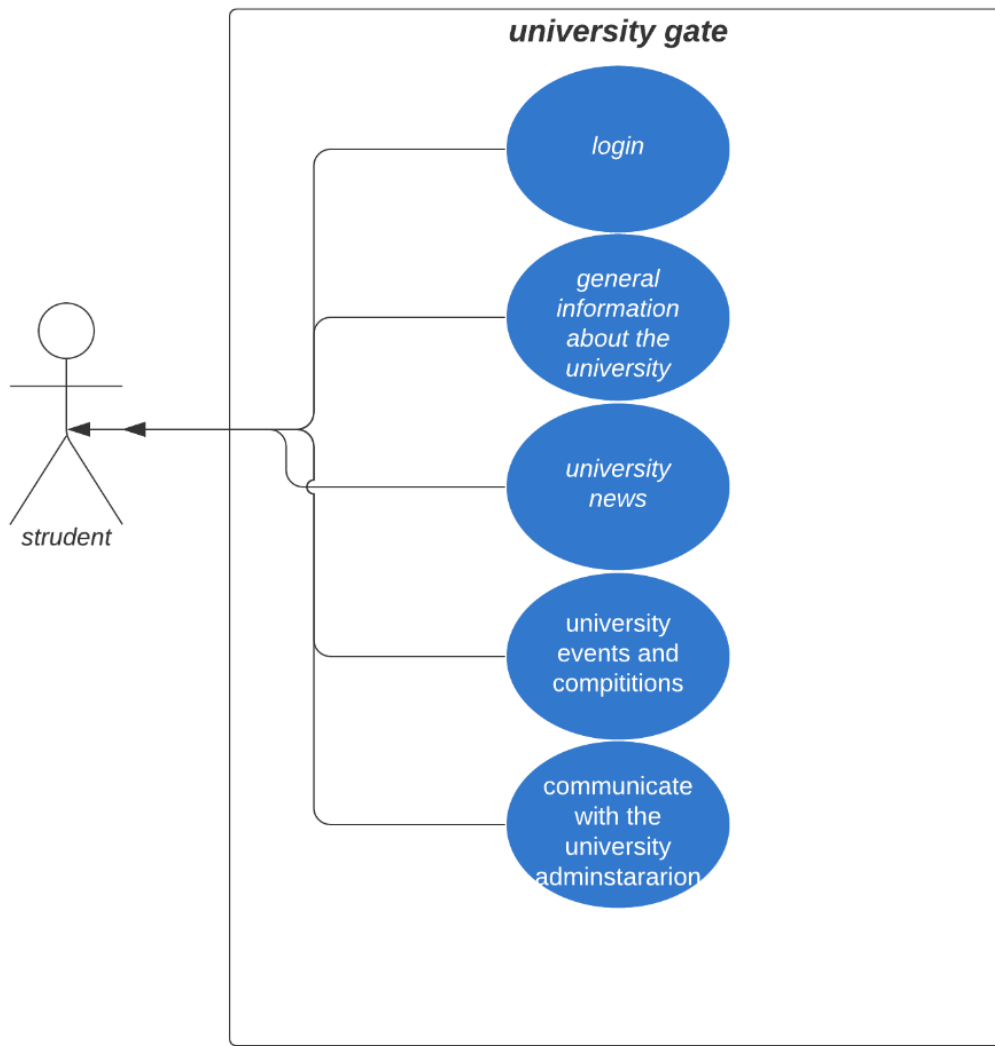 university gate
login
general
information
about the
university
university
news
strudent
university
events and
compititions
communicate
with the
university
adminstararion